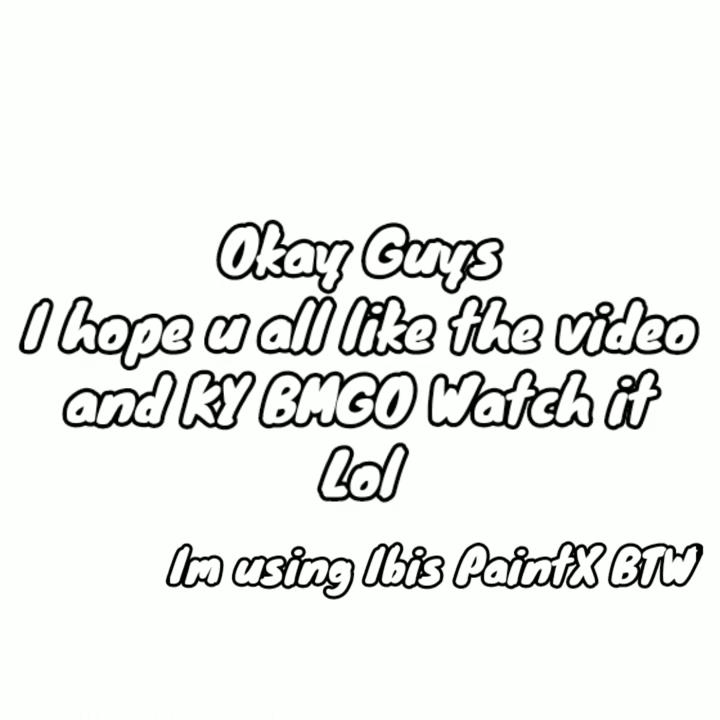 Okay Guys
I hope u all like the video
and KY BMGO Watch it
Lol
Im using Ibis PaintX BTW